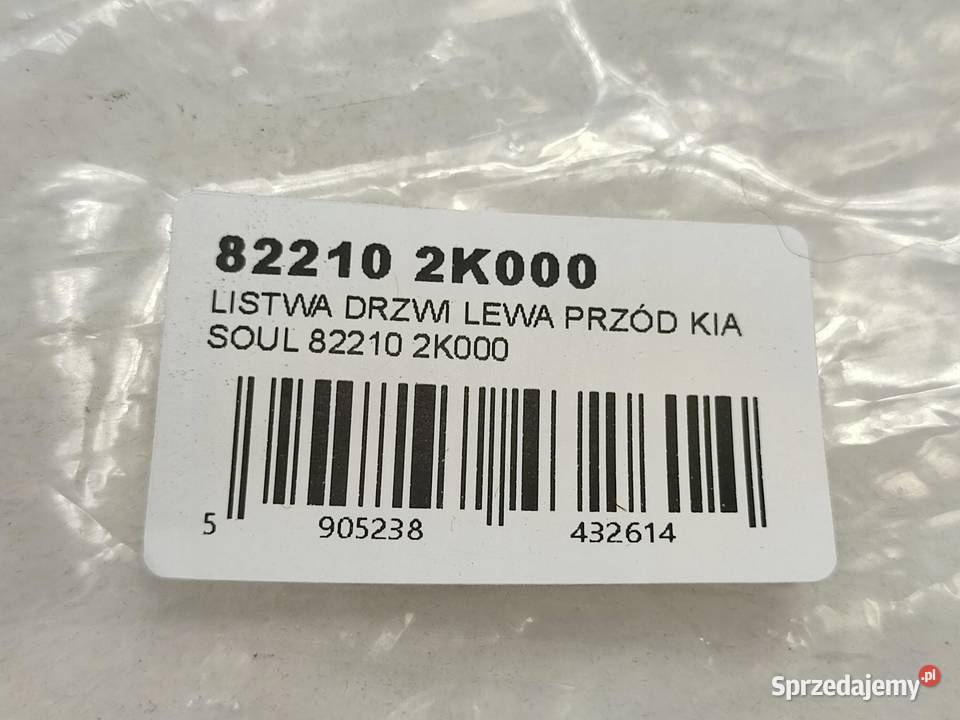 82210 2K000
LISTWA DRZWI LEWA PRZÓD KIA
SOUL 82210 2K000
5 905238 432614
Sprzedajemy.pl